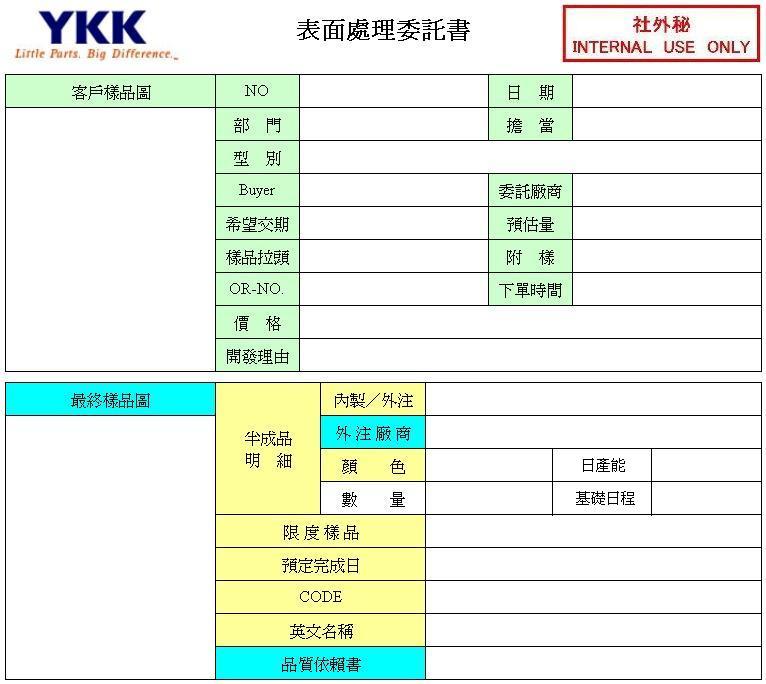 YKK
Little Parts. Big Difference.
表面處理委託書
社外秘
INTERNAL USE ONLY
客戶樣品圖 NO 日 期
部 門 擔 當
型 別
Buyer 委託廠商
希望交期 預估量
樣品拉頭 附 樣
OR-NO. 下單時間
價 格
開發理由
最終樣品圖 半成品 內製／外注
明 細 外注廠商
顏 色 日產能
數 量 基礎日程
限度樣品
預定完成日
CODE
英文名稱
品質依賴書